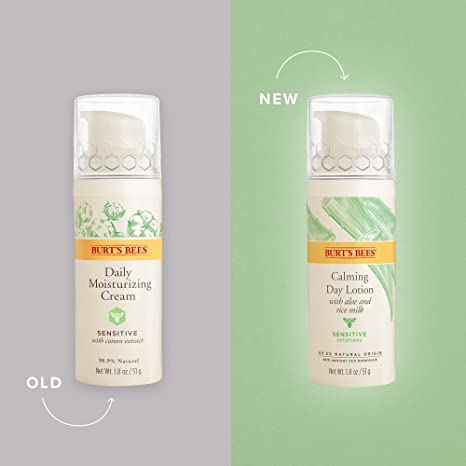 OLD
BURT'S BEES
Daily
Moisturizing
Cream
SENSITIVE
with cotton extract
98.9% Natural
Net Wt. 1.8 oz / 51 g
NEW
BURT'S BEES
Calming
Day Lotion
with aloe and
rice milk
SENSITIVE
solutions
NATURAL ORIGIN
Net Wt. 1.8 oz / 51 g